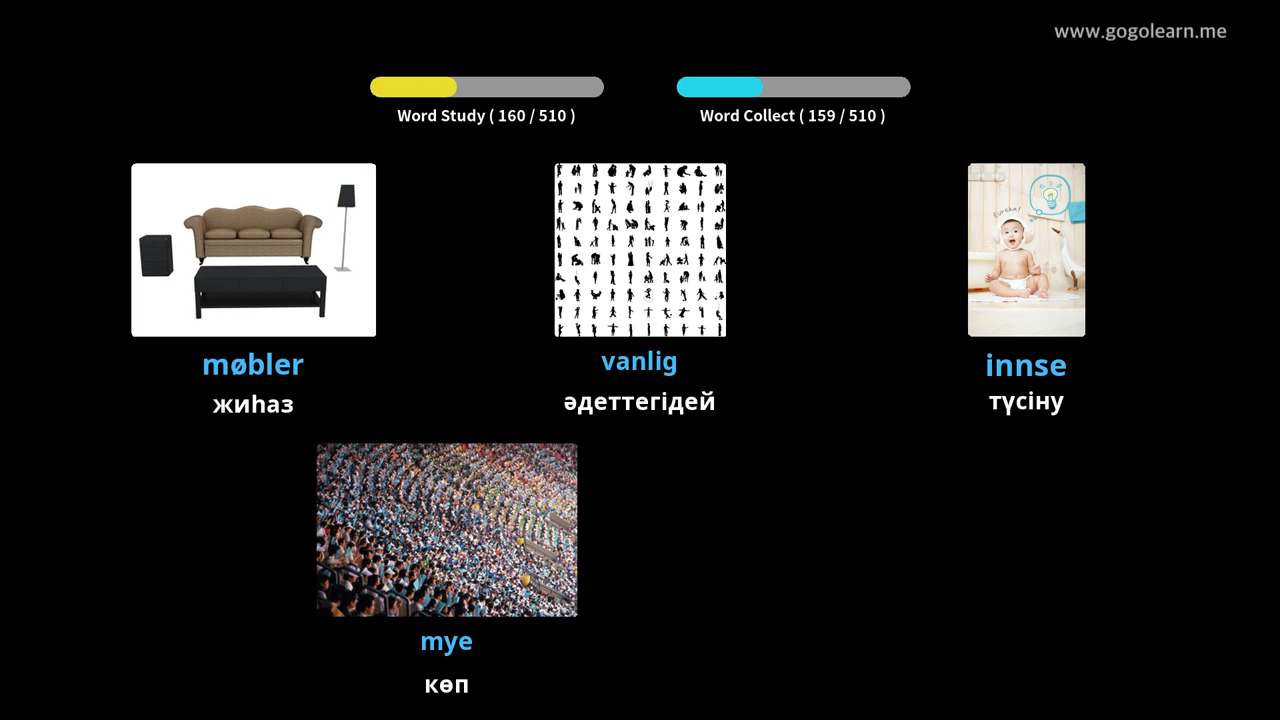 www.gogolearn.me
Word Study ( 160 / 510 )
Word Collect ( 159 / 510 )
Eureka!
møbler
vanlig
innse
жиһаз
әдеттегідей
түсіну
mye
көп